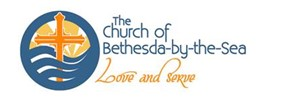 The
Church of
Bethesda-by-the-Sea
Love and serve